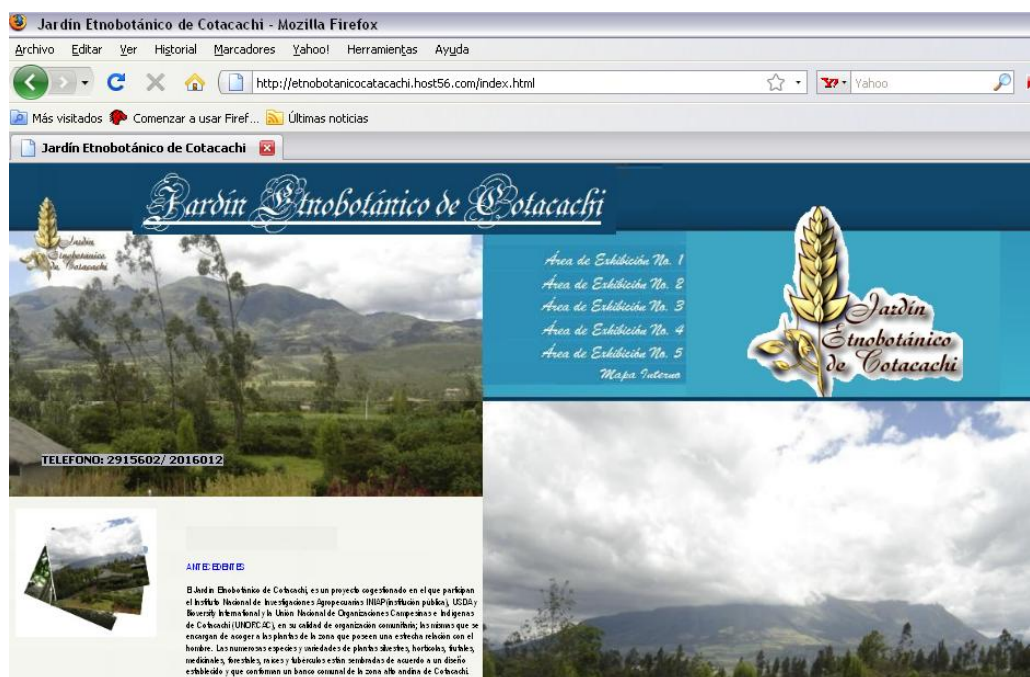 Jardín Etnobotánico de Cotacachi - Mozilla Firefox
Archivo Editar Ver Historial Marcadores Yahoo! Herramientas Ayuda
http://etnobotanicocatacachi.host56.com/index.html
Yahoo
Más visitados Comenzar a usar Firef... Últimas noticias
Jardín Etnobotánico de Cotacachi
Jardín Etnobotánico de Cotacachi
Jardín
Etnobotánico
de Cotacachi
Área de Exhibición No. 1
Área de Exhibición No. 2
Área de Exhibición No. 3
Área de Exhibición No. 4
Área de Exhibición No. 5
Mapa Interno
Jardín
Etnobotánico
de Cotacachi
TELEFONO: 2915602/ 2016012
ANTECEDENTES
El Jardín Etnobotánico de Cotacachi, es un proyecto cogestionado en el que participan
el Instituto Nacional de Investigaciones Agropecuarias INIAP(institución pública), USDA y
Bioversity International y la Unión Nacional de Organizaciones Campesinas e Indígenas
de Cotacachi (UNORCAC), en su calidad de organización comunitaria; las mismas que se
encargan de acoger a las plantas de la zona que poseen una estrecha relación con el
hombre. Las numerosas especies y variedades de plantas silvestres, hortícolas, frutales,
medicinales, forestales, raíces y tubérculos están sembradas de acuerdo a un diseño
establecido y que conforman un banco comunal de la zona alto andina de Cotacachi.